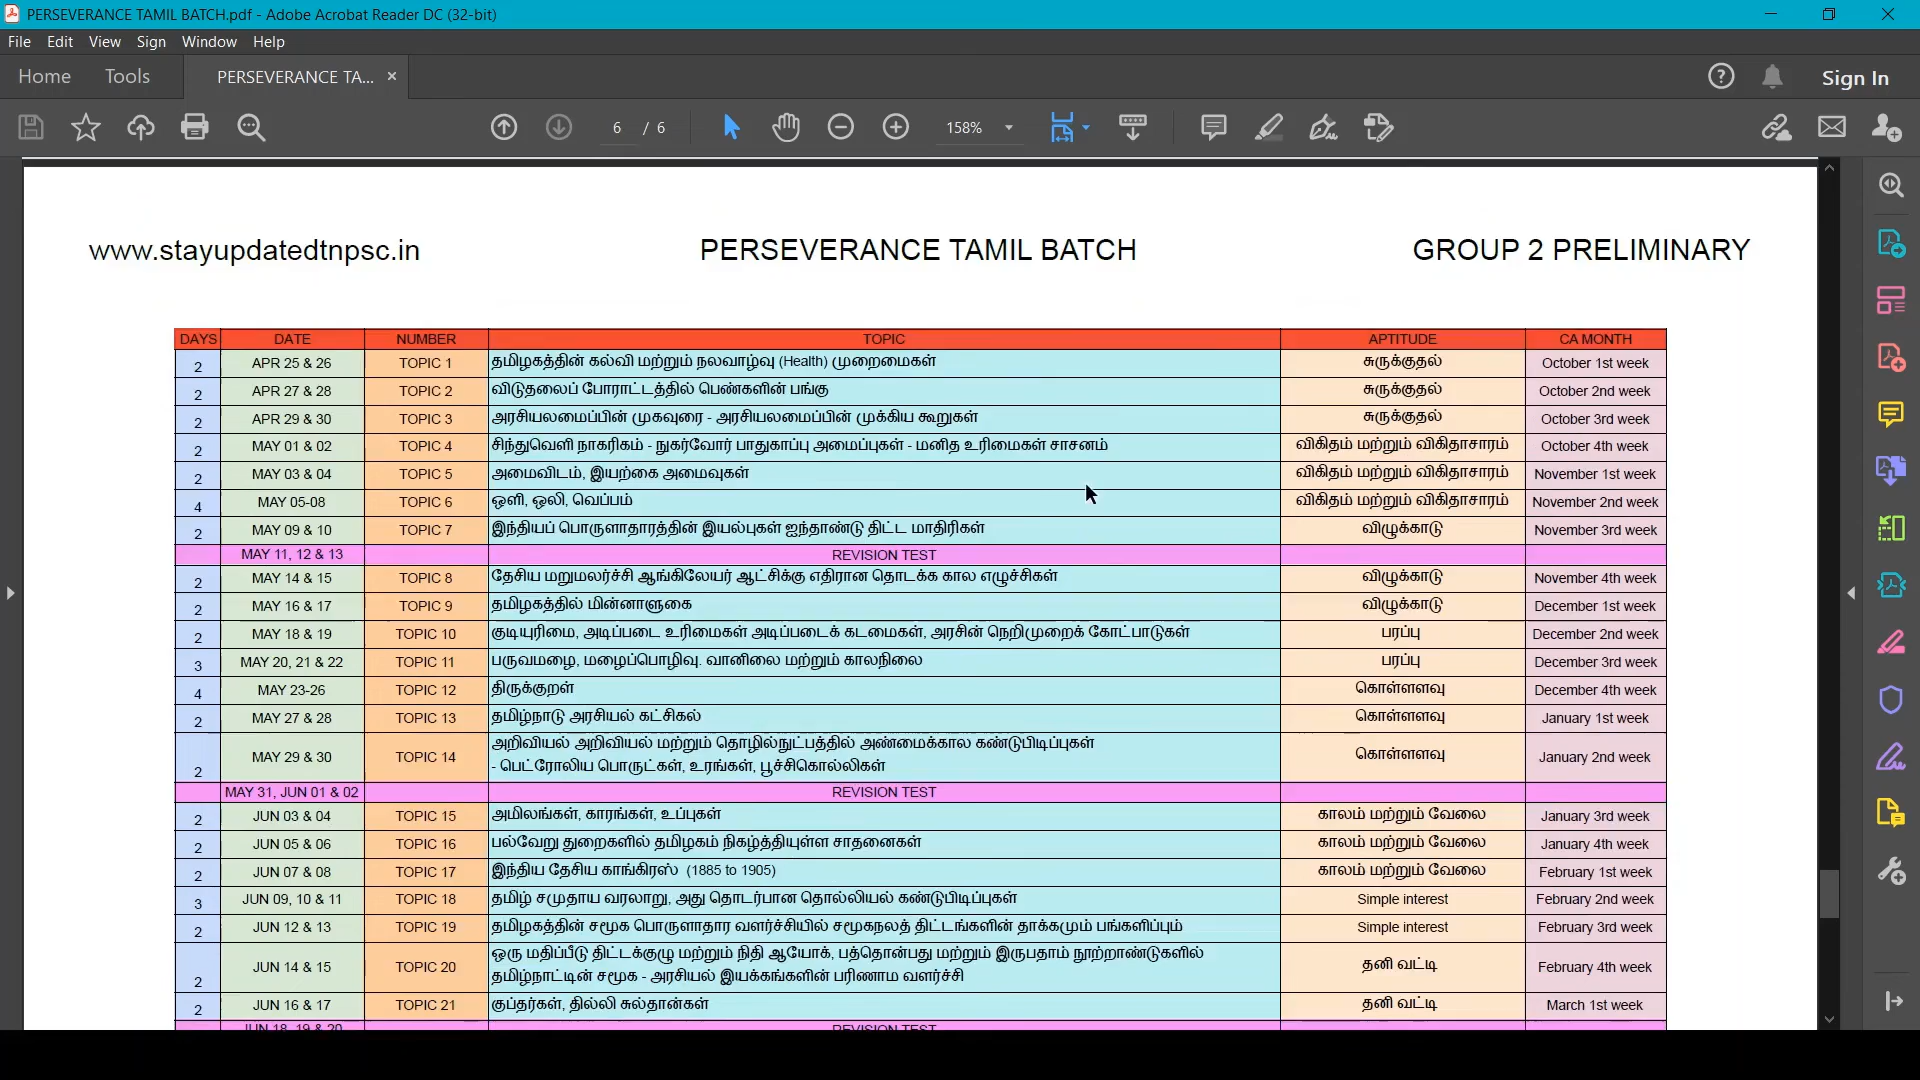 PERSEVERANCE TAMIL BATCH.pdf - Adobe Acrobat Reader DC (32-bit)
File Edit View Sign Window Help
Home Tools PERSEVERANCE TA... × Sign In
6 / 6 158%
www.stayupdatedtnpsc.in PERSEVERANCE TAMIL BATCH GROUP 2 PRELIMINARY
DAYS DATE NUMBER TOPIC APTITUDE CA MONTH
2 APR 25 & 26 TOPIC 1 தமிழகத்தின் கல்வி மற்றும் நலவாழ்வு (Health) முறைமைகள் சுருக்குதல் October 1st week
2 APR 27 & 28 TOPIC 2 விடுதலைப் போராட்டத்தில் பெண்களின் பங்கு சுருக்குதல் October 2nd week
2 APR 29 & 30 TOPIC 3 அரசியலமைப்பின் முகவுரை - அரசியலமைப்பின் முக்கிய கூறுகள் சுருக்குதல் October 3rd week
2 MAY 01 & 02 TOPIC 4 சிந்துவெளி நாகரிகம் - நுகர்வோர் பாதுகாப்பு அமைப்புகள் - மனித உரிமைகள் சாசனம் விகிதம் மற்றும் விகிதாசாரம் October 4th week
2 MAY 03 & 04 TOPIC 5 அமைவிடம், இயற்கை அமைவுகள் விகிதம் மற்றும் விகிதாசாரம் November 1st week
4 MAY 05-08 TOPIC 6 ஒளி, ஒலி, வெப்பம் விகிதம் மற்றும் விகிதாசாரம் November 2nd week
2 MAY 09 & 10 TOPIC 7 இந்தியப் பொருளாதாரத்தின் இயல்புகள் ஐந்தாண்டு திட்ட மாதிரிகள் விழுக்காடு November 3rd week
MAY 11, 12 & 13 REVISION TEST
2 MAY 14 & 15 TOPIC 8 தேசிய மறுமலர்ச்சி ஆங்கிலேயர் ஆட்சிக்கு எதிரான தொடக்க கால எழுச்சிகள் விழுக்காடு November 4th week
2 MAY 16 & 17 TOPIC 9 தமிழகத்தில் மின்னாளுகை விழுக்காடு December 1st week
2 MAY 18 & 19 TOPIC 10 குடியுரிமை, அடிப்படை உரிமைகள் அடிப்படைக் கடமைகள், அரசின் நெறிமுறைக் கோட்பாடுகள் பரப்பு December 2nd week
3 MAY 20, 21 & 22 TOPIC 11 பருவமழை, மழைப்பொழிவு. வானிலை மற்றும் காலநிலை பரப்பு December 3rd week
4 MAY 23-26 TOPIC 12 திருக்குறள் கொள்ளளவு December 4th week
2 MAY 27 & 28 TOPIC 13 தமிழ்நாடு அரசியல் கட்சிகல் கொள்ளளவு January 1st week
2 MAY 29 & 30 TOPIC 14 அறிவியல் அறிவியல் மற்றும் தொழில்நுட்பத்தில் அண்மைக்கால கண்டுபிடிப்புகள் கொள்ளளவு January 2nd week
- பெட்ரோலிய பொருட்கள், உரங்கள், பூச்சிகொல்லிகள்
MAY 31, JUN 01 & 02 REVISION TEST
2 JUN 03 & 04 TOPIC 15 அமிலங்கள், காரங்கள், உப்புகள் காலம் மற்றும் வேலை January 3rd week
2 JUN 05 & 06 TOPIC 16 பல்வேறு துறைகளில் தமிழகம் நிகழ்த்தியுள்ள சாதனைகள் காலம் மற்றும் வேலை January 4th week
2 JUN 07 & 08 TOPIC 17 இந்திய தேசிய காங்கிரஸ் (1885 to 1905) காலம் மற்றும் வேலை February 1st week
3 JUN 09, 10 & 11 TOPIC 18 தமிழ் சமுதாய வரலாறு, அது தொடர்பான தொல்லியல் கண்டுபிடிப்புகள் Simple interest February 2nd week
2 JUN 12 & 13 TOPIC 19 தமிழகத்தின் சமூக பொருளாதார வளர்ச்சியில் சமூகநலத் திட்டங்களின் தாக்கமும் பங்களிப்பும் Simple interest February 3rd week
2 JUN 14 & 15 TOPIC 20 ஒரு மதிப்பீடு திட்டக்குழு மற்றும் நிதி ஆயோக், பத்தொன்பது மற்றும் இருபதாம் நூற்றாண்டுகளில் தனி வட்டி February 4th week
தமிழ்நாட்டின் சமூக - அரசியல் இயக்கங்களின் பரிணாம வளர்ச்சி
2 JUN 16 & 17 TOPIC 21 குப்தர்கள், தில்லி சுல்தான்கள் தனி வட்டி March 1st week
JUN 18, 19 & 20 REVISION TEST